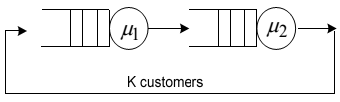 μ1 μ2
K customers